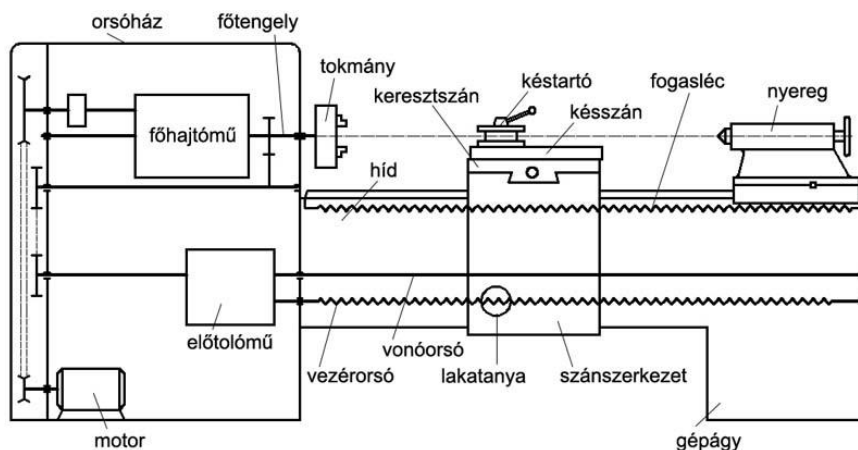 orsóház
főtengely
tokmány
késtartó
fogasléc
keresztszán
késszán
nyereg
főhajtómű
híd
előtolómű
vonóorsó
vezérorsó
lakatanya
szánszerkezet
motor
gépágy